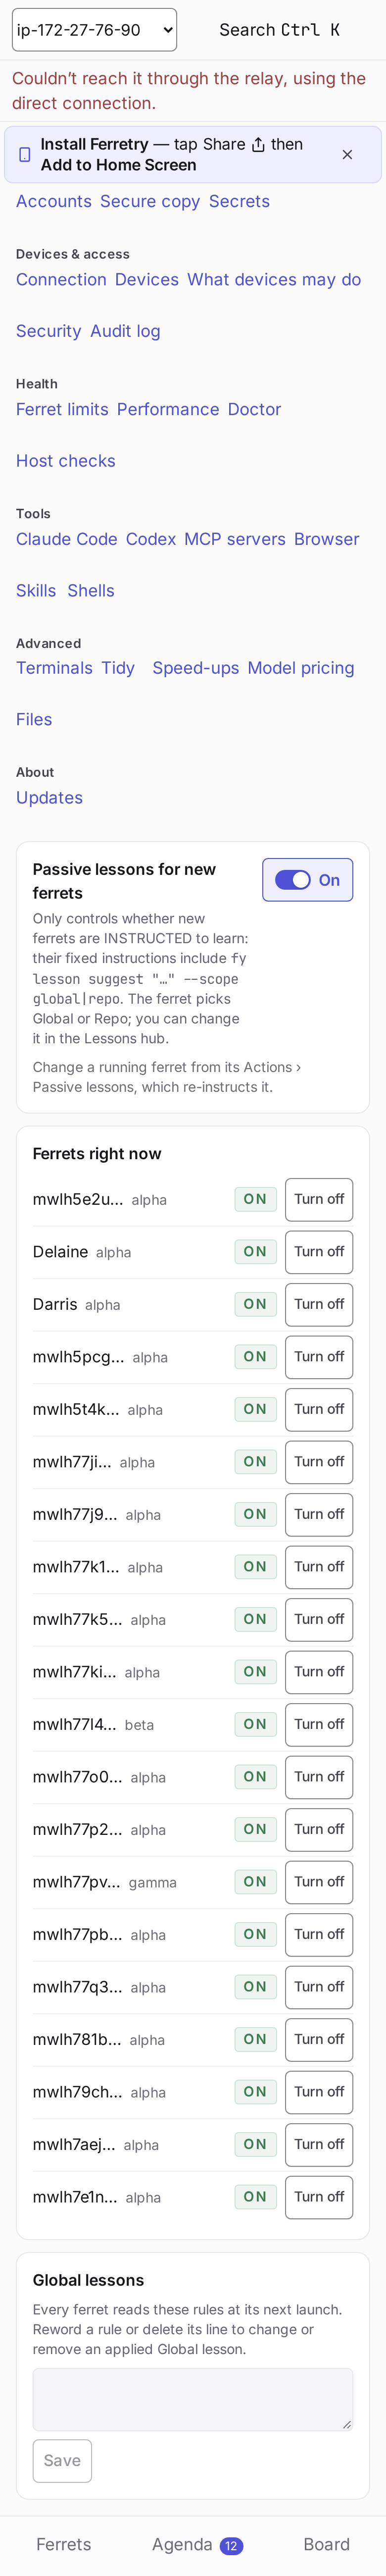 ip-172-27-76-90
Search Ctrl K
Couldn't reach it through the relay, using the
direct connection.
Install Ferretry — tap Share then
Add to Home Screen
Accounts Secure copy Secrets
Devices & access
Connection Devices What devices may do
Security Audit log
Health
Ferret limits Performance Doctor
Host checks
Tools
Claude Code Codex MCP servers Browser
Skills Shells
Advanced
Terminals Tidy Speed-ups Model pricing
Files
About
Updates
Passive lessons for new
ferrets
On
Only controls whether new
ferrets are INSTRUCTED to learn:
their fixed instructions include fy
lesson suggest "…" --scope
global|repo. The ferret picks
Global or Repo; you can change
it in the Lessons hub.
Change a running ferret from its Actions ›
Passive lessons, which re-instructs it.
Ferrets right now
mwlh5e2u… alpha ON Turn off
Delaine alpha ON Turn off
Darris alpha ON Turn off
mwlh5pcg… alpha ON Turn off
mwlh5t4k… alpha ON Turn off
mwlh77ji… alpha ON Turn off
mwlh77j9… alpha ON Turn off
mwlh77k1… alpha ON Turn off
mwlh77k5… alpha ON Turn off
mwlh77ki… alpha ON Turn off
mwlh77l4… beta ON Turn off
mwlh77o0… alpha ON Turn off
mwlh77p2… alpha ON Turn off
mwlh77pv… gamma ON Turn off
mwlh77pb… alpha ON Turn off
mwlh77q3… alpha ON Turn off
mwlh781b… alpha ON Turn off
mwlh79ch… alpha ON Turn off
mwlh7aej… alpha ON Turn off
mwlh7e1n… alpha ON Turn off
Global lessons
Every ferret reads these rules at its next launch.
Reword a rule or delete its line to change or
remove an applied Global lesson.
Save
Ferrets Agenda 12 Board